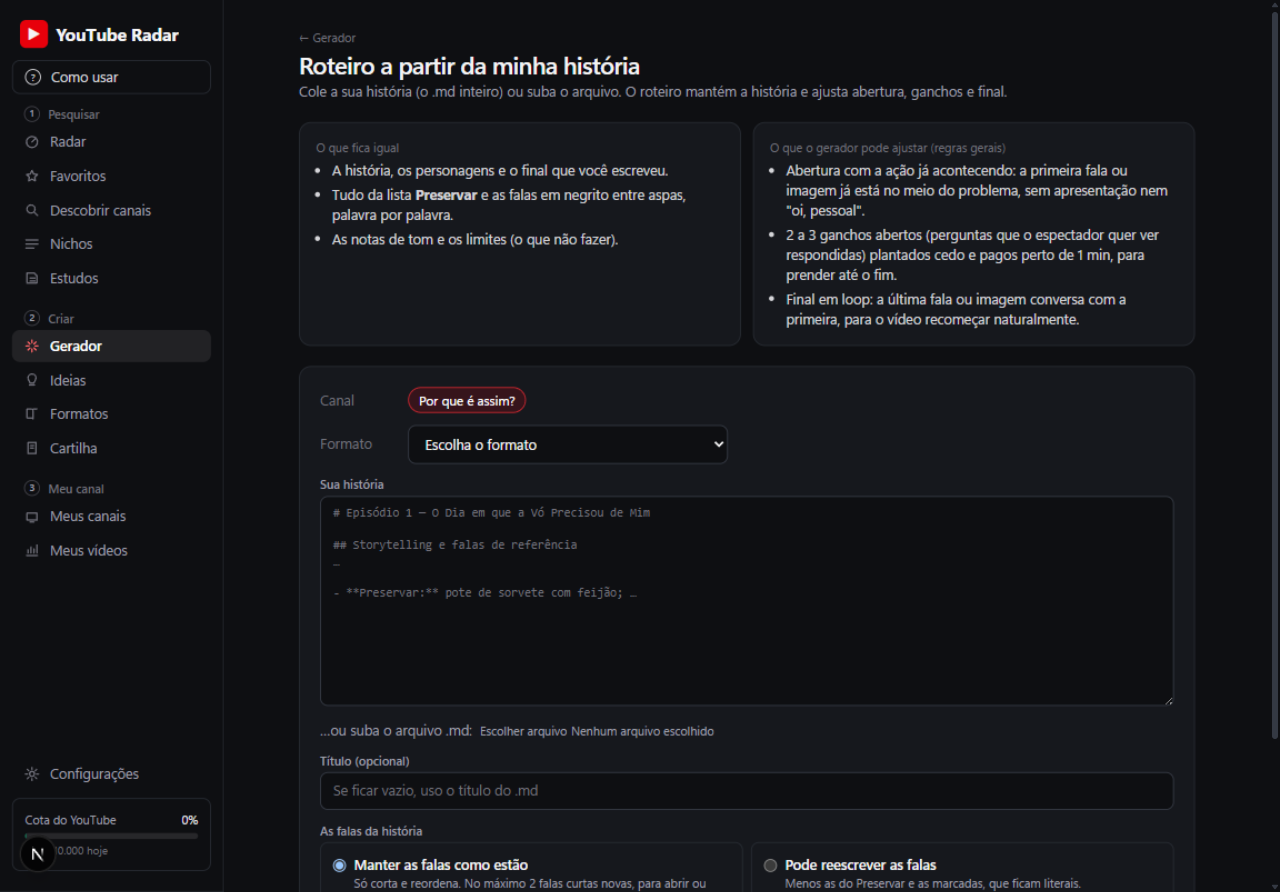 YouTube Radar
Como usar
1 Pesquisar
Radar
Favoritos
Descobrir canais
Nichos
Estudos
2 Criar
Gerador
Ideias
Formatos
Cartilha
3 Meu canal
Meus canais
Meus vídeos
Configurações
Cota do YouTube 0%
0.000 hoje
N
← Gerador
Roteiro a partir da minha história
Cole a sua história (o .md inteiro) ou suba o arquivo. O roteiro mantém a história e ajusta abertura, ganchos e final.
O que fica igual
• A história, os personagens e o final que você escreveu.
• Tudo da lista Preservar e as falas em negrito entre aspas,
palavra por palavra.
• As notas de tom e os limites (o que não fazer).
O que o gerador pode ajustar (regras gerais)
• Abertura com a ação já acontecendo: a primeira fala ou
imagem já está no meio do problema, sem apresentação nem
"oi, pessoal".
• 2 a 3 ganchos abertos (perguntas que o espectador quer ver
respondidas) plantados cedo e pagos perto de 1 min, para
prender até o fim.
• Final em loop: a última fala ou imagem conversa com a
primeira, para o vídeo recomeçar naturalmente.
Canal Por que é assim?
Formato Escolha o formato
Sua história
# Episódio 1 — O Dia em que a Vó Precisou de Mim
## Storytelling e falas de referência
…
- **Preservar:** pote de sorvete com feijão; …
...ou suba o arquivo .md: Escolher arquivo Nenhum arquivo escolhido
Título (opcional)
Se ficar vazio, uso o título do .md
As falas da história
Manter as falas como estão
Só corta e reordena. No máximo 2 falas curtas novas, para abrir ou
Pode reescrever as falas
Menos as do Preservar e as marcadas, que ficam literais.